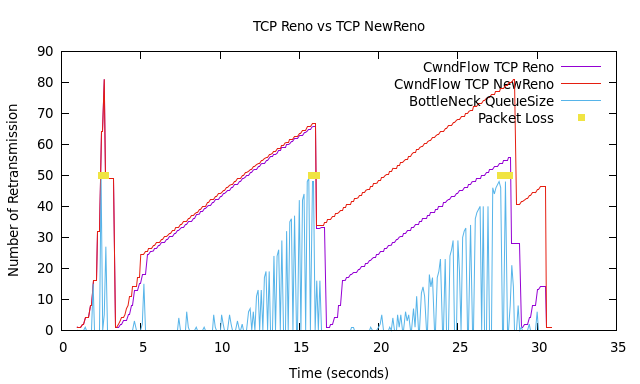 TCP Reno vs TCP NewReno
90
80
70
60
50
40
30
20
10
0
Number of Retransmission
CwndFlow TCP Reno
CwndFlow TCP NewReno
BottleNeck QueueSize
Packet Loss
0 5 10 15 20 25 30 35
Time (seconds)